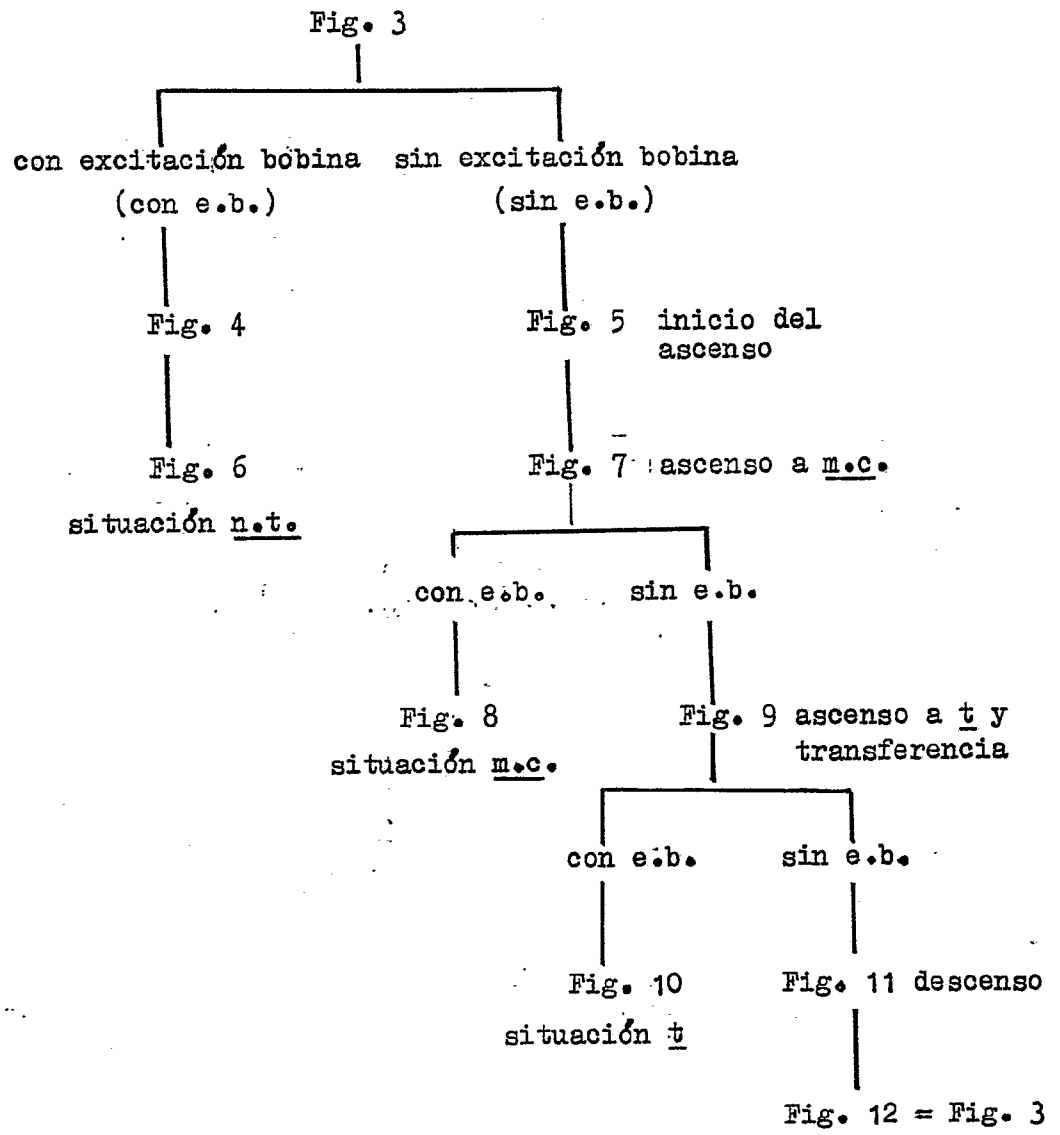 Fig. 3
con excitación bobina sin excitación bobina
(con e.b.) (sin e.b.)
Fig. 4 Fig. 5 inicio del
ascenso
Fig. 6 Fig. 7 ascenso a m.c.
situación n.t.
con e.b. sin e.b.
Fig. 8 Fig. 9 ascenso a t y
situación m.c. transferencia
con e.b. sin e.b.
Fig. 10 Fig. 11 descenso
situación t
Fig. 12 = Fig. 3